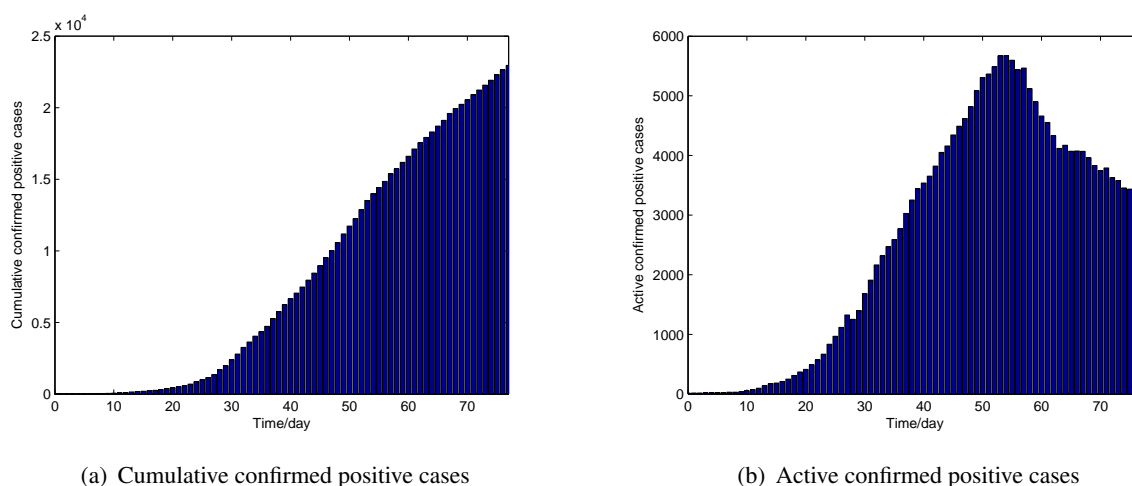 x 10⁴
2.5
2
1.5
1
0.5
0
0 10 20 30 40 50 60 70
Time/day
Cumulative confirmed positive cases
(a) Cumulative confirmed positive cases
6000
5000
4000
3000
2000
1000
0
0 10 20 30 40 50 60 70
Time/day
Active confirmed positive cases
(b) Active confirmed positive cases